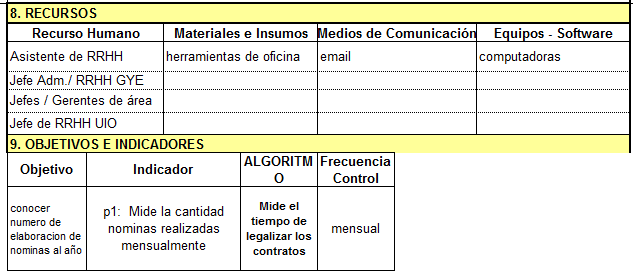 8. RECURSOS
Recurso Humano Materiales e Insumos Medios de Comunicación Equipos - Software
Asistente de RRHH herramientas de oficina email computadoras
Jefe Adm./ RRHH GYE
Jefes / Gerentes de área
Jefe de RRHH UIO
9. OBJETIVOS E INDICADORES
Objetivo Indicador ALGORITM
O Frecuencia
Control
conocer
numero de
elaboracion de
nominas al año
p1: Mide la cantidad
nominas realizadas
mensualmente
Mide el
tiempo de
legalizar los
contratos
mensual